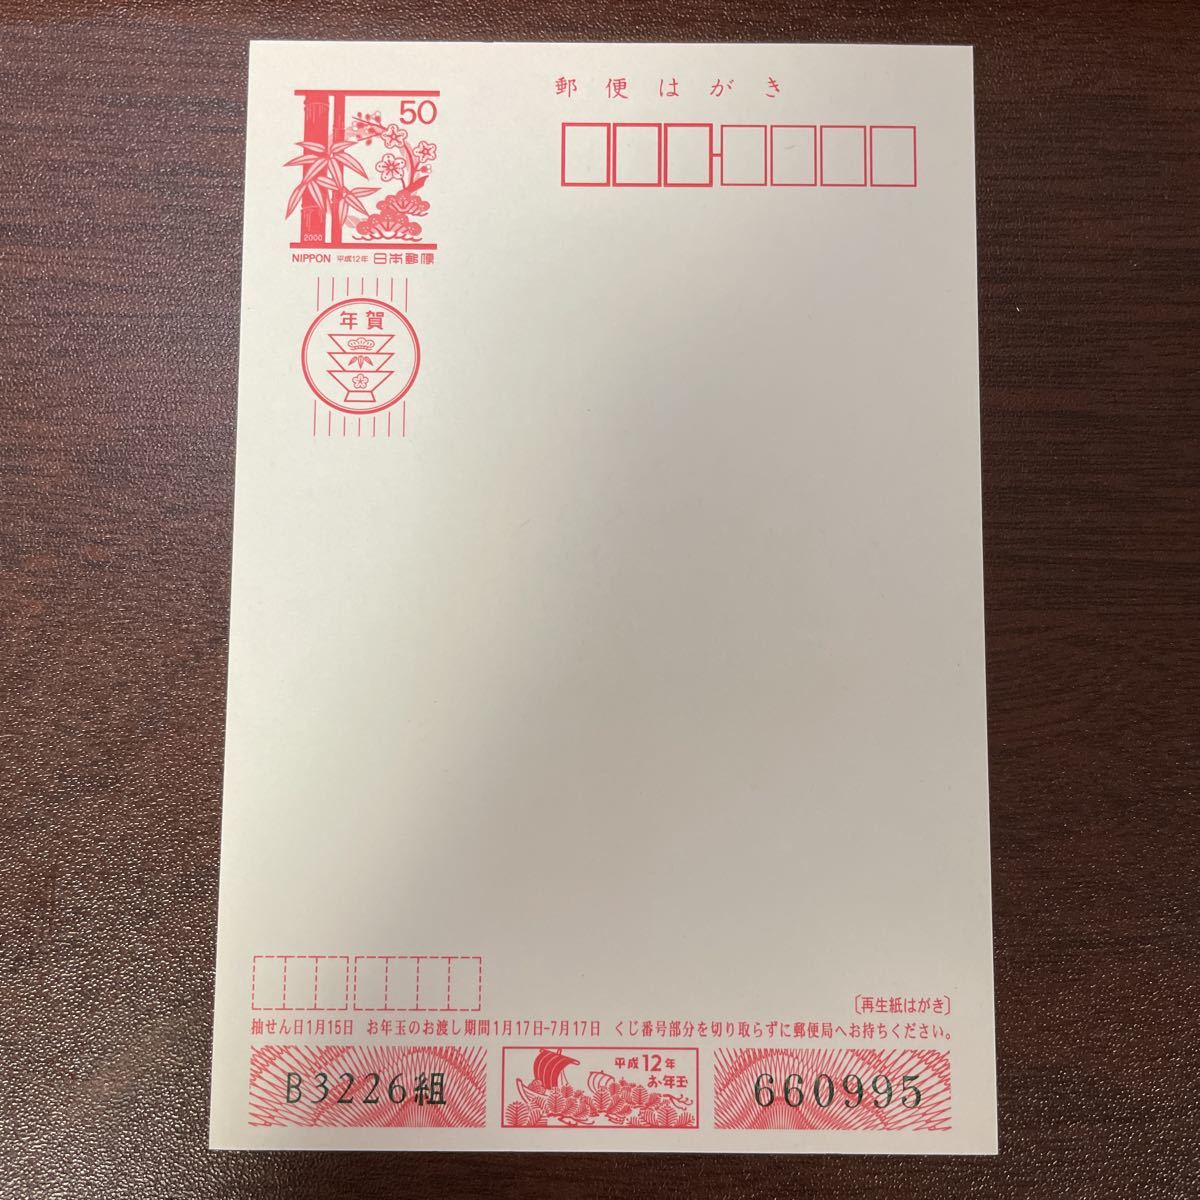 郵便はがき
50
2000
NIPPON 平成12年 日本郵便
年賀
〔再生紙はがき〕
抽せん日1月15日 お年玉のお渡し期間1月17日-7月17日 くじ番号部分を切り取らずに郵便局へお持ちください。
B3226組
平成12年
お年玉
660995